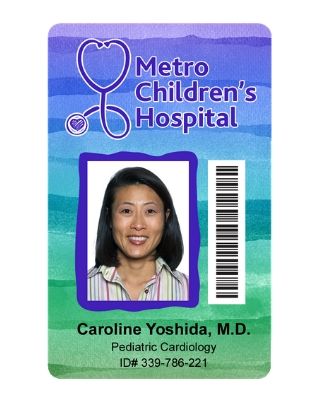 Metro
Children's
Hospital
Caroline Yoshida, M.D.
Pediatric Cardiology
ID# 339-786-221